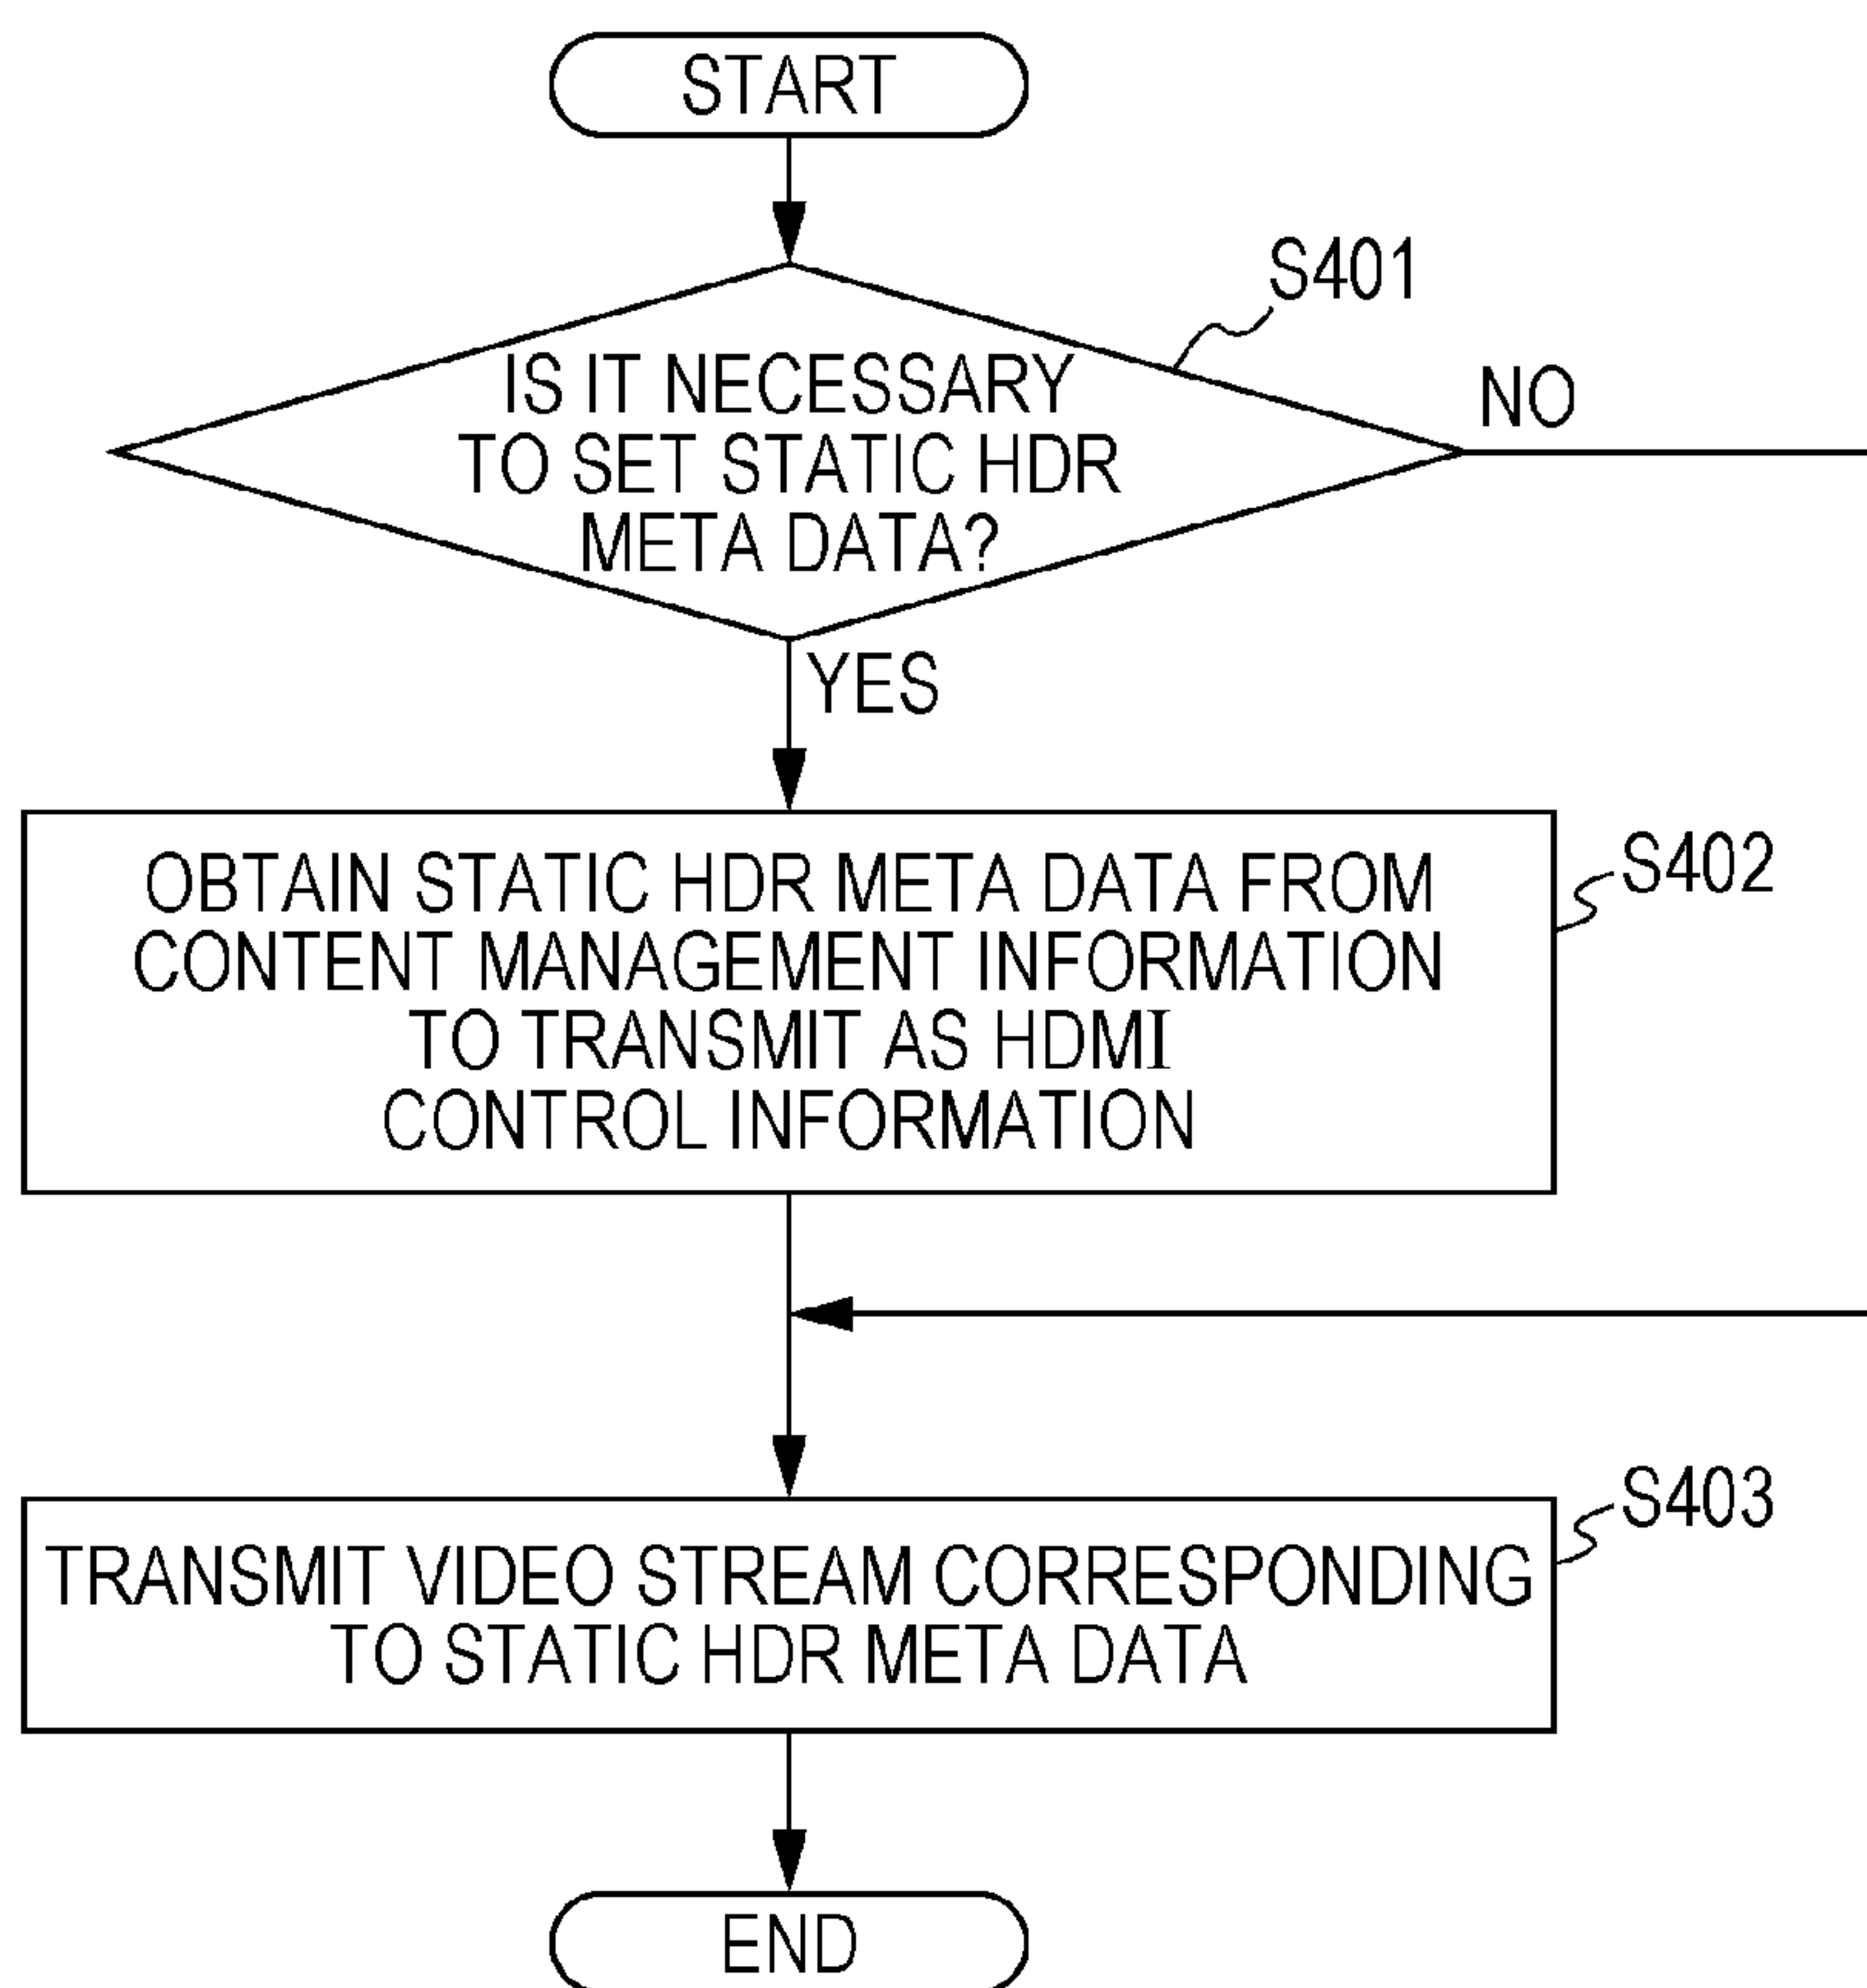 START
S401
IS IT NECESSARY
TO SET STATIC HDR
META DATA?
NO
YES
S402
OBTAIN STATIC HDR META DATA FROM
CONTENT MANAGEMENT INFORMATION
TO TRANSMIT AS HDMI
CONTROL INFORMATION
S403
TRANSMIT VIDEO STREAM CORRESPONDING
TO STATIC HDR META DATA
END